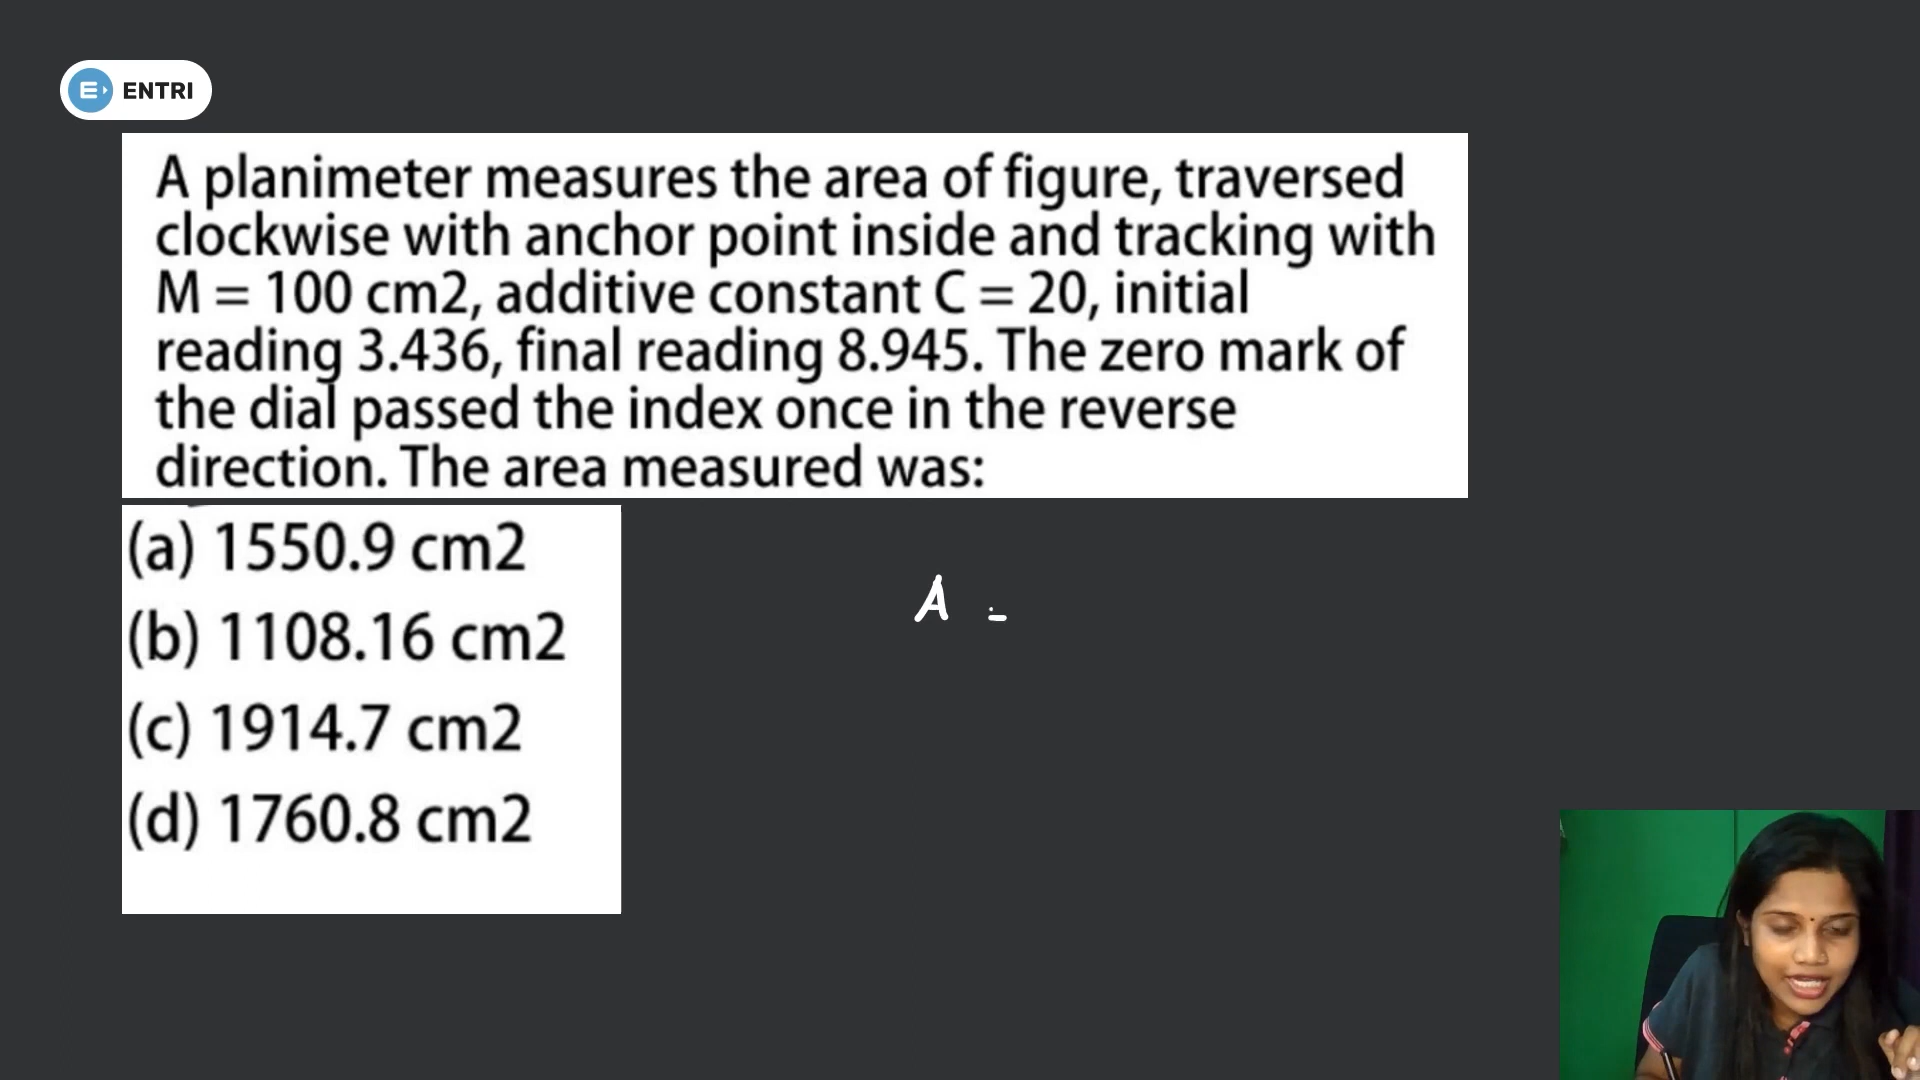 ENTRI
A planimeter measures the area of figure, traversed
clockwise with anchor point inside and tracking with
M = 100 cm2, additive constant C = 20, initial
reading 3.436, final reading 8.945. The zero mark of
the dial passed the index once in the reverse
direction. The area measured was:
(a) 1550.9 cm2
(b) 1108.16 cm2
(c) 1914.7 cm2
(d) 1760.8 cm2
A =